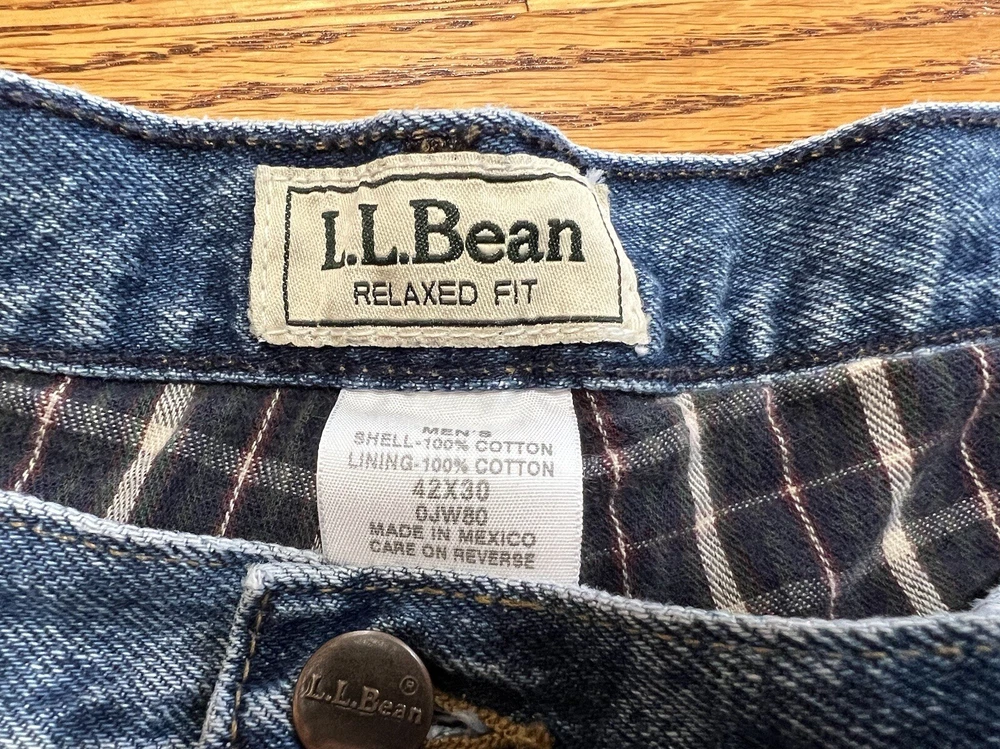 L.L.Bean
RELAXED FIT
MEN'S
SHELL-100% COTTON
LINING-100% COTTON
42X30
0JW80
MADE IN MEXICO
CARE ON REVERSE
L.L.Bean ®